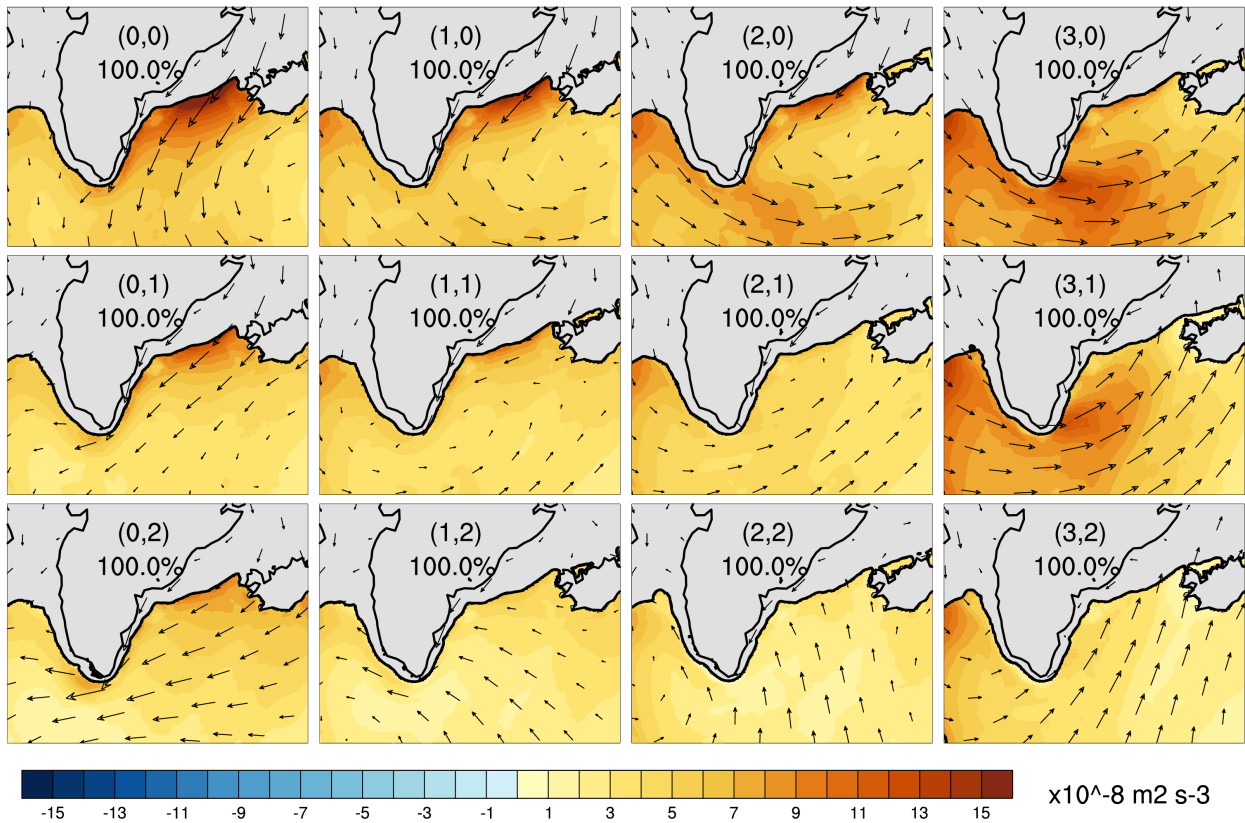 (0,0) (1,0) (2,0) (3,0)
100.0% 100.0% 100.0% 100.0%
(0,1) (1,1) (2,1) (3,1)
100.0% 100.0% 100.0% 100.0%
(0,2) (1,2) (2,2) (3,2)
100.0% 100.0% 100.0% 100.0%
-15 -13 -11 -9 -7 -5 -3 -1 1 3 5 7 9 11 13 15 x10^-8 m2 s-3